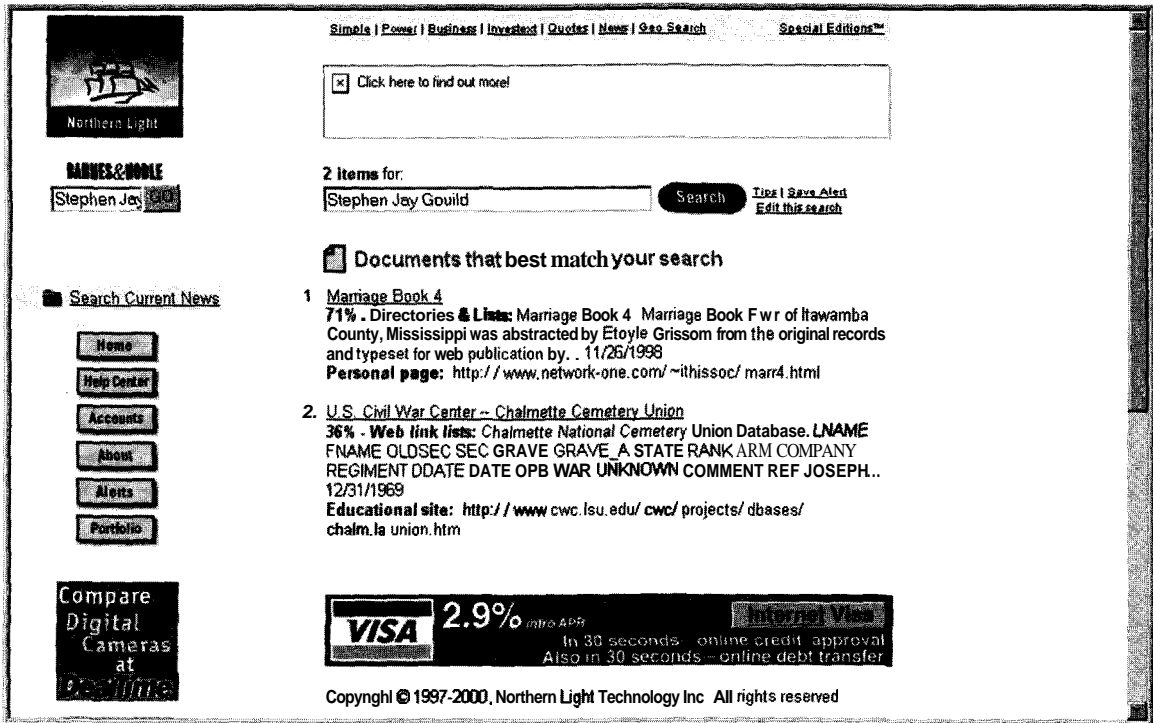 Simple | Power | Business | Investext | Quotes | News | Geo Search Special Editions™
Northern Light
Click here to find out more!
BARNES&NOBLE
Stephen Jay GO
2 items for:
Stephen Jay Gouild Search Tips | Save Alert
Edit this search
Documents that best match your search
Search Current News
Home
Help Center
Accounts
About
Alerts
Portfolio
1 Marriage Book 4
71% . Directories & Lists: Marriage Book 4 Marriage Book F w r of Itawamba
County, Mississippi was abstracted by Etoyle Grissom from the original records
and typeset for web publication by. . 11/26/1998
Personal page: http://www.network-one.com/~ithissoc/ marr4.html
2. U.S. Civil War Center -- Chalmette Cemetery Union
36% - Web link lists: Chalmette National Cemetery Union Database. LNAME
FNAME OLDSEC SEC GRAVE GRAVE_A STATE RANK ARM COMPANY
REGIMENT DDATE DATE OPB WAR UNKNOWN COMMENT REF JOSEPH...
12/31/1969
Educational site: http://www cwc.lsu.edu/ cwc/ projects/ dbases/
chalm.la union.htm
Compare
Digital
Cameras
at
DealTime
VISA 2.9% intro APR Internet Visa
In 30 seconds - online credit approval
Also in 30 seconds – online debt transfer
Copynghl © 1997-2000, Northern Light Technology Inc All rights reserved